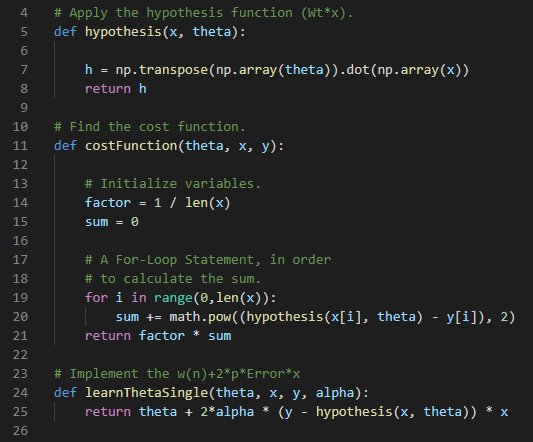 4 # Apply the hypothesis function (Wt*x).
5 def hypothesis(x, theta):
6
7     h = np.transpose(np.array(theta)).dot(np.array(x))
8     return h
9
10 # Find the cost function.
11 def costFunction(theta, x, y):
12
13     # Initialize variables.
14     factor = 1 / len(x)
15     sum = 0
16
17     # A For-Loop Statement, in order
18     # to calculate the sum.
19     for i in range(0,len(x)):
20         sum += math.pow((hypothesis(x[i], theta) - y[i]), 2)
21     return factor * sum
22
23 # Implement the w(n)+2*p*Error*x
24 def learnThetaSingle(theta, x, y, alpha):
25     return theta + 2*alpha * (y - hypothesis(x, theta)) * x
26